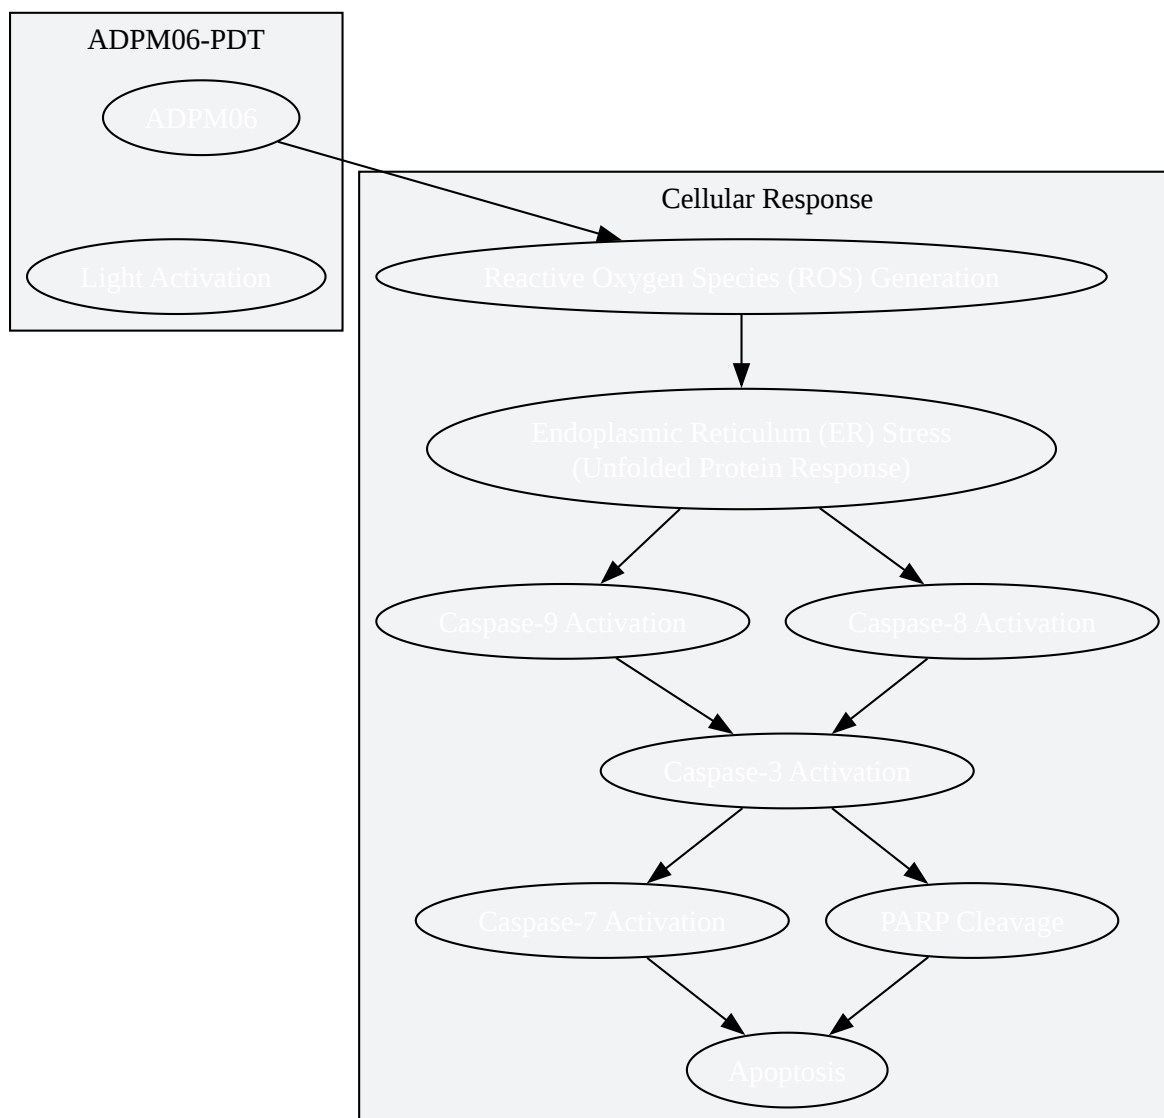 ADPM06-PDT
ADPM06
Light Activation
Cellular Response
Reactive Oxygen Species (ROS) Generation
Endoplasmic Reticulum (ER) Stress
(Unfolded Protein Response)
Caspase-9 Activation
Caspase-8 Activation
Caspase-3 Activation
Caspase-7 Activation
PARP Cleavage
Apoptosis